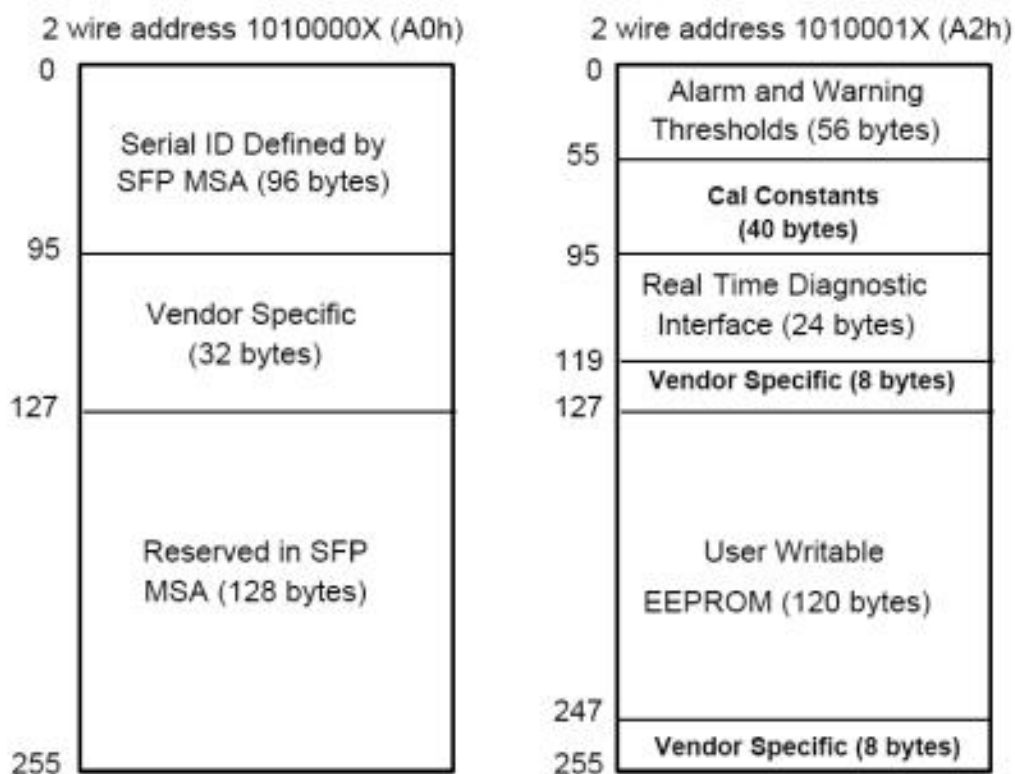 2 wire address 1010000X (A0h)
0
Serial ID Defined by
SFP MSA (96 bytes)
95
Vendor Specific
(32 bytes)
127
Reserved in SFP
MSA (128 bytes)
255
2 wire address 1010001X (A2h)
0
Alarm and Warning
Thresholds (56 bytes)
55
Cal Constants
(40 bytes)
95
Real Time Diagnostic
Interface (24 bytes)
119
Vendor Specific (8 bytes)
127
User Writable
EEPROM (120 bytes)
247
Vendor Specific (8 bytes)
255